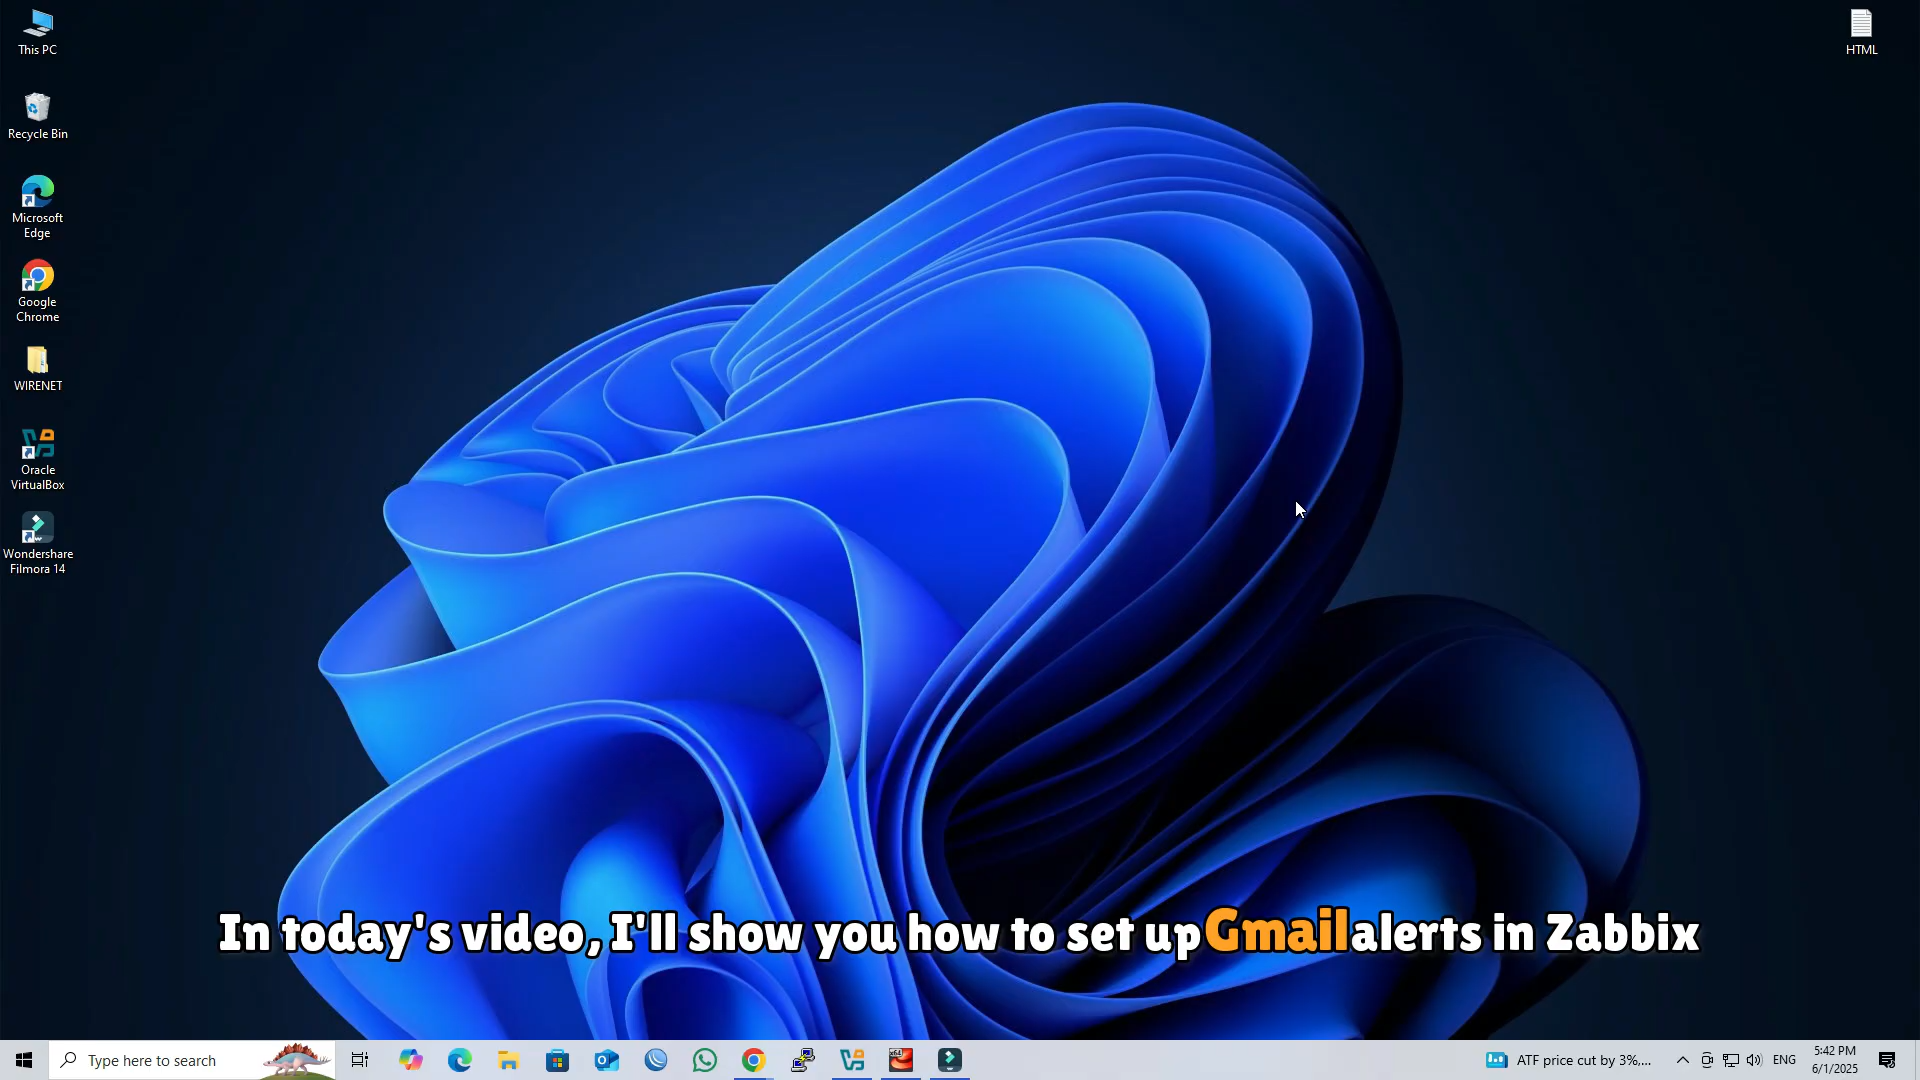 This PC
HTML
Recycle Bin
Microsoft
Edge
Google
Chrome
WIRENET
Oracle
VirtualBox
Wondershare
Filmora 14
In today's video, I'll show you how to set up Gmail alerts in Zabbix
Type here to search
x64
ATF price cut by 3%,...
ENG
5:42 PM
6/1/2025